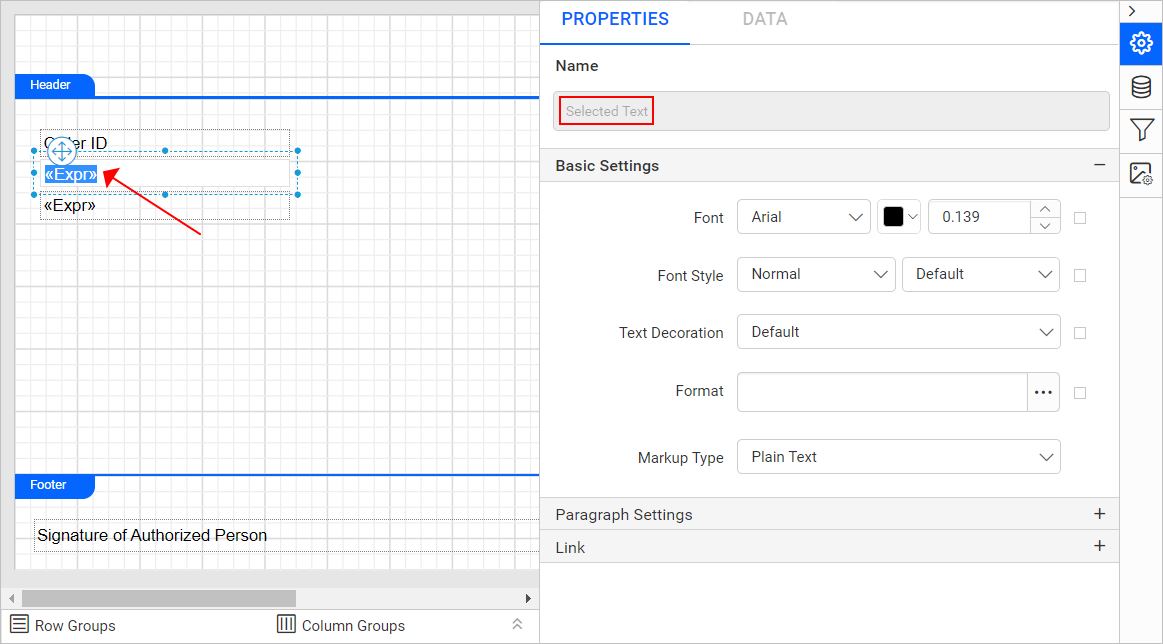 PROPERTIES
DATA
Name
Selected Text
Basic Settings
Font
Arial
0.139
Font Style
Normal
Default
Text Decoration
Default
Format
Markup Type
Plain Text
Paragraph Settings
Link
Header
Order ID
«Expr»
«Expr»
Footer
Signature of Authorized Person
Row Groups
Column Groups